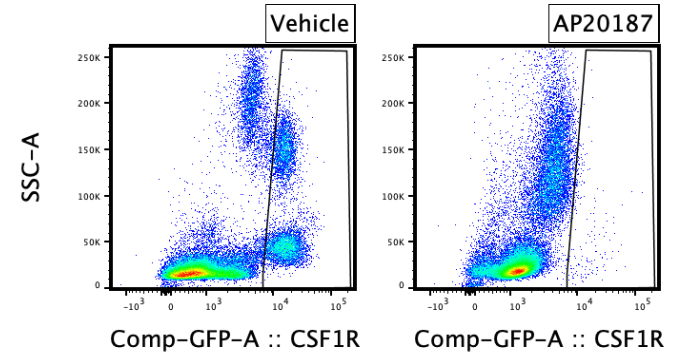 Vehicle
AP20187
SSC-A
250K
200K
150K
100K
50K
0
-10³ 0 10³ 10⁴ 10⁵
Comp-GFP-A :: CSF1R
250K
200K
150K
100K
50K
0
-10³ 0 10³ 10⁴ 10⁵
Comp-GFP-A :: CSF1R